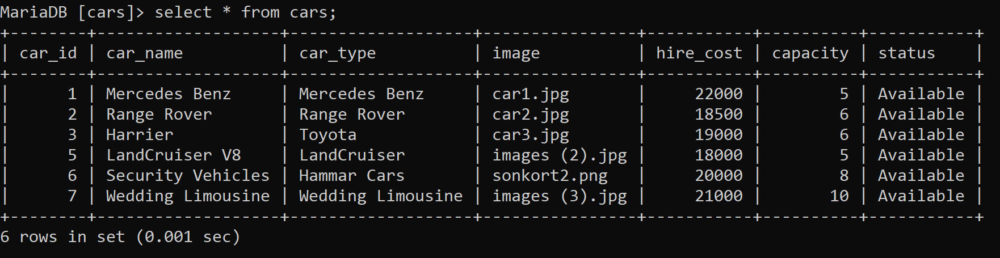 MariaDB [cars]> select * from cars;
+--------+-------------------+-------------------+----------------+-----------+----------+-----------+
| car_id | car_name          | car_type          | image          | hire_cost | capacity | status    |
+--------+-------------------+-------------------+----------------+-----------+----------+-----------+
|      1 | Mercedes Benz     | Mercedes Benz     | car1.jpg       |     22000 |        5 | Available |
|      2 | Range Rover       | Range Rover       | car2.jpg       |     18500 |        6 | Available |
|      3 | Harrier           | Toyota            | car3.jpg       |     19000 |        6 | Available |
|      5 | LandCruiser V8    | LandCruiser       | images (2).jpg |     18000 |        5 | Available |
|      6 | Security Vehicles | Hammar Cars       | sonkort2.png   |     20000 |        8 | Available |
|      7 | Wedding Limousine | Wedding Limousine | images (3).jpg |     21000 |       10 | Available |
+--------+-------------------+-------------------+----------------+-----------+----------+-----------+
6 rows in set (0.001 sec)